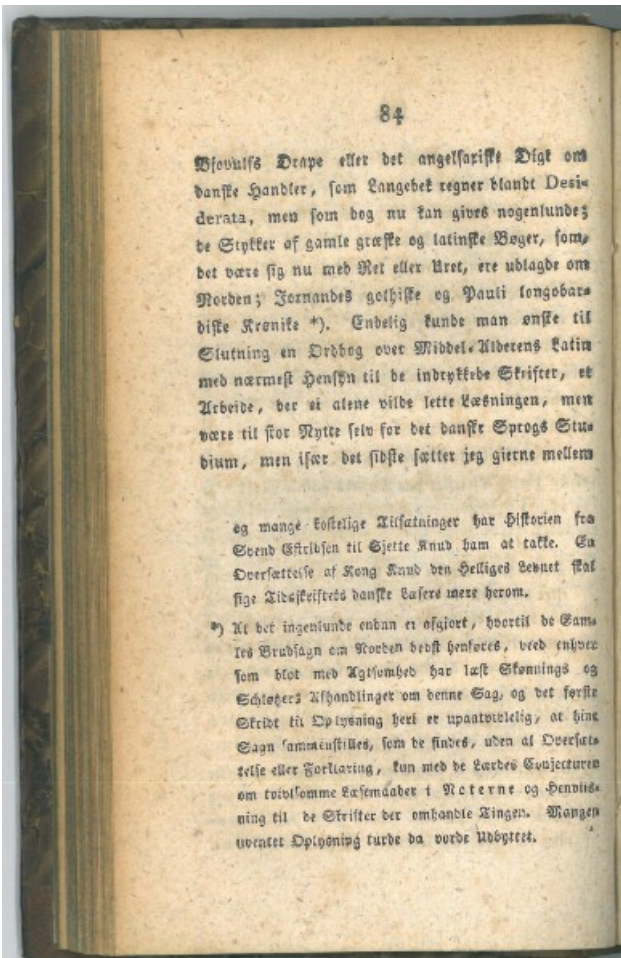 84
Bjovulfs Drape eller det angelsaxiske Digt om
danske Handler, som Langebek regner blandt Desi-
derata, men som dog nu kan gives nogenlunde;
de Stykker af gamle græske og latinske Bøger, som,
det være sig nu med Ret eller Uret, ere udlagde om
Norden; Jornandes gothiske og Pauli longobar-
diske Krønike *). Endelig kunde man ønske til
Slutning en Ordbog over Middel-Alderens Latin
med nærmest Hensyn til de indtrykkede Skrifter, et
Arbeide, der ei alene vilde lette Læsningen, men
være til stor Nytte selv for det danske Sprogs Stu-
dium, men især det sidste sætter jeg gierne mellem
og mange kostelige Tilsætninger har Historien fra
Svend Estridsen til Sjette Knud ham at takke. En
Oversættelse af Kong Knud den Helliges Levnet skal
sige Tidsskriftets danske Læsere mere herom.
*) At det ingenlunde endnu er afgiort, hvortil de Gam-
les Brudsagn om Norden bedst henføres, veed enhver
som blot med Agtsomhed har læst Skønnings og
Schløtzers Afhandlinger om denne Sag, og det første
Skridt til Oplysning heri er upaatvivlelig, at hine
Sagn sammenstilles, som de findes, uden al Oversæt-
telse eller Forklaring, kun med de Lærdes Conjecturer
om tvivlsomme Læsemaader i Noterne og Henviis-
ning til de Skrifter der omhandle Tingen. Mangen
uventet Oplysning turde da vorde Udbyttet.